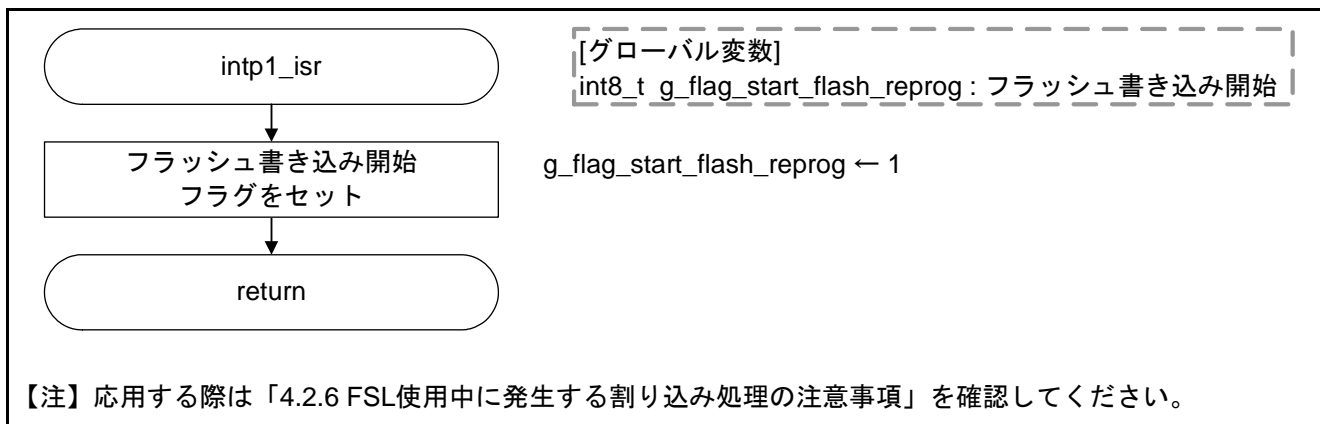 intp1_isr
[グローバル変数]
int8_t g_flag_start_flash_reprog : フラッシュ書き込み開始
フラッシュ書き込み開始
フラグをセット
g_flag_start_flash_reprog ← 1
return
【注】応用する際は「4.2.6 FSL使用中に発生する割り込み処理の注意事項」を確認してください。